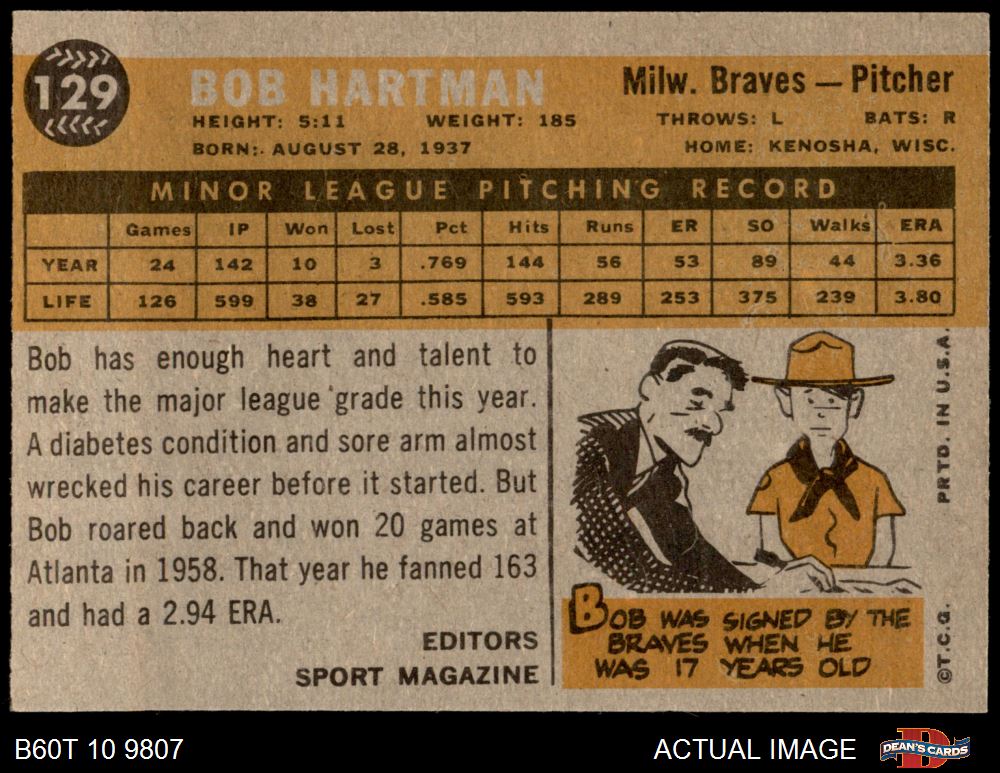 129
BOB HARTMAN
Milw. Braves — Pitcher
HEIGHT: 5:11 WEIGHT: 185 THROWS: L BATS: R
BORN: AUGUST 28, 1937 HOME: KENOSHA, WISC.
MINOR LEAGUE PITCHING RECORD
Games IP Won Lost Pct Hits Runs ER SO Walks ERA
YEAR 24 142 10 3 .769 144 56 53 89 44 3.36
LIFE 126 599 38 27 .585 593 289 253 375 239 3.80
Bob has enough heart and talent to
make the major league grade this year.
A diabetes condition and sore arm almost
wrecked his career before it started. But
Bob roared back and won 20 games at
Atlanta in 1958. That year he fanned 163
and had a 2.94 ERA.
EDITORS
SPORT MAGAZINE
BOB WAS SIGNED BY THE
BRAVES WHEN HE
WAS 17 YEARS OLD
©T.C.G. PRTD. IN U.S.A.
B60T 10 9807
ACTUAL IMAGE
DEAN'S CARDS